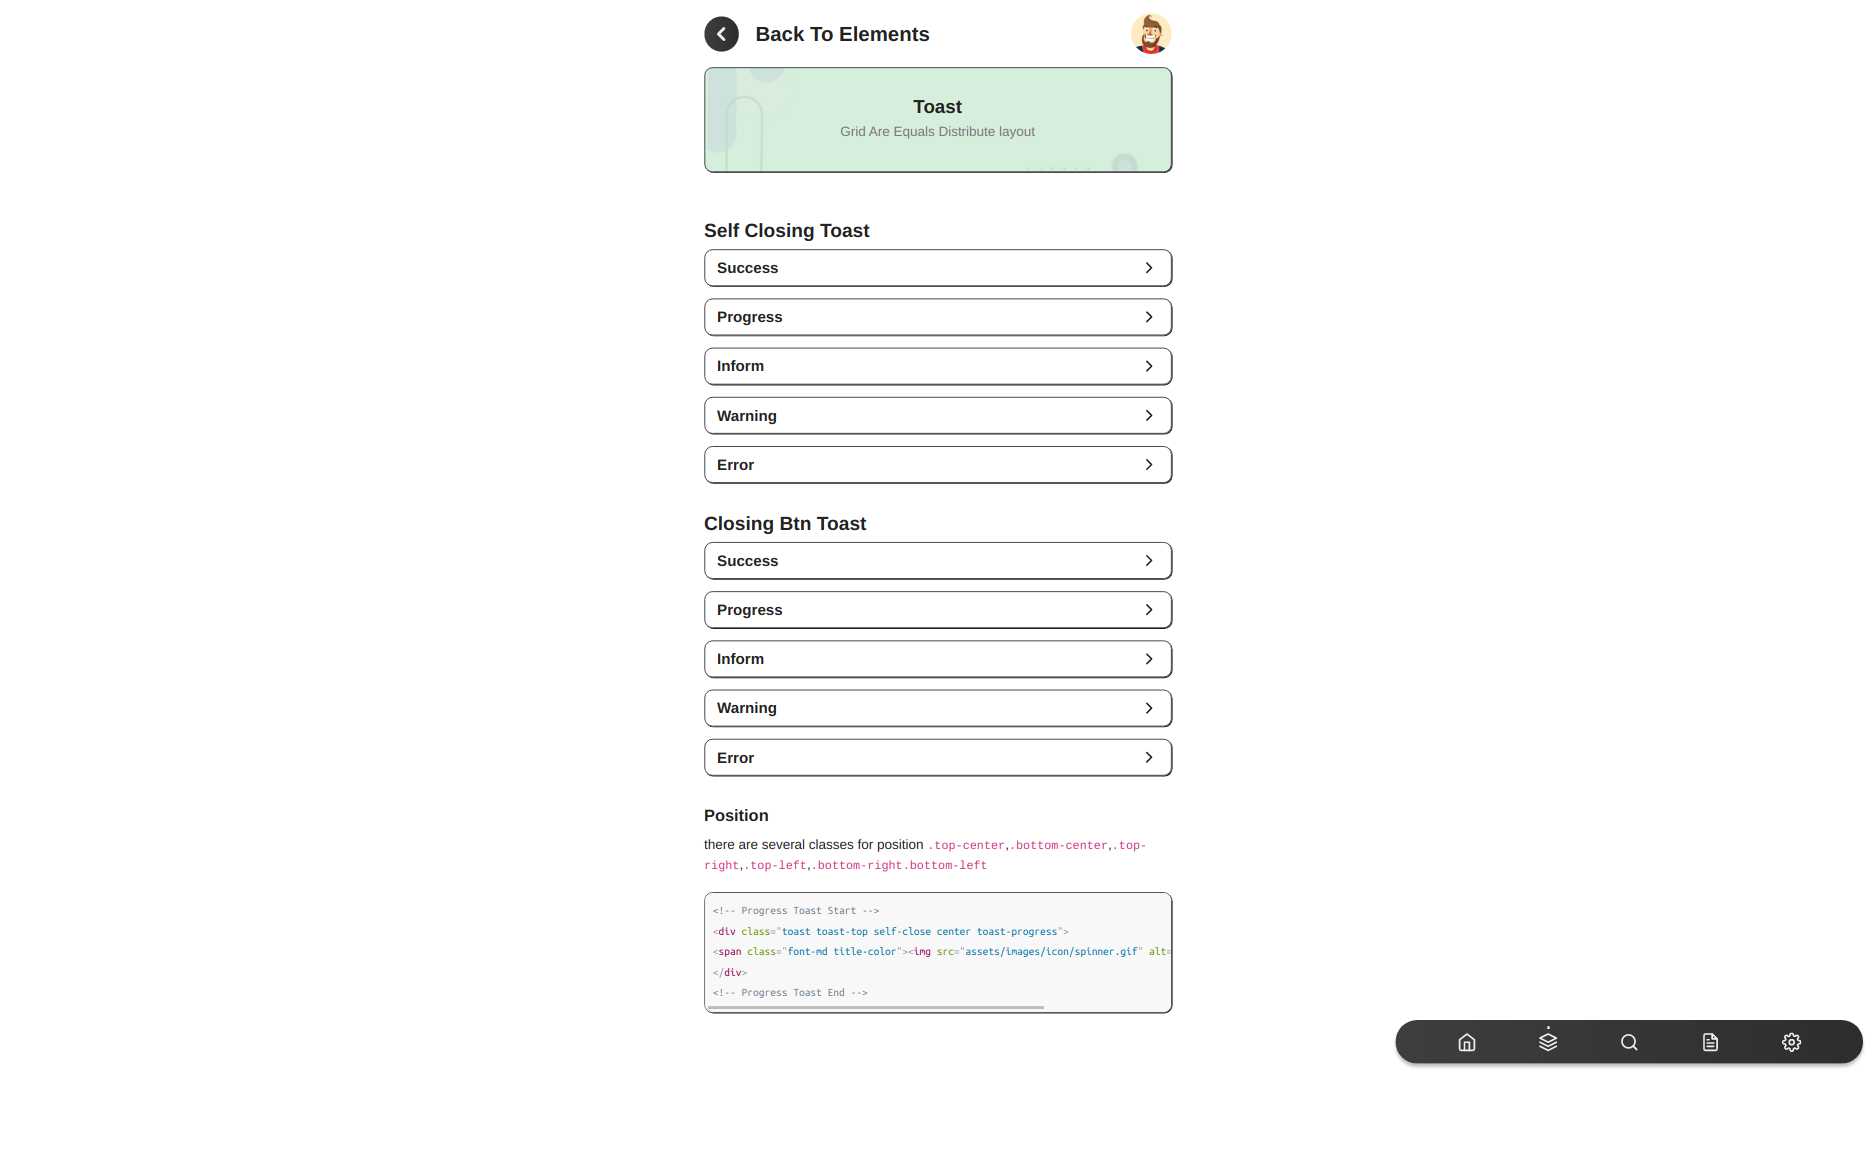 Back To Elements
Toast
Grid Are Equals Distribute layout
Self Closing Toast
Success
Progress
Inform
Warning
Error
Closing Btn Toast
Success
Progress
Inform
Warning
Error
Position
there are several classes for position .top-center,.bottom-center,.top-
right,.top-left,.bottom-right.bottom-left
<!-- Progress Toast Start -->
<div class="toast toast-top self-close center toast-progress">
<span class="font-md title-color"><img src="assets/images/icon/spinner.gif" alt=
</div>
<!-- Progress Toast End -->